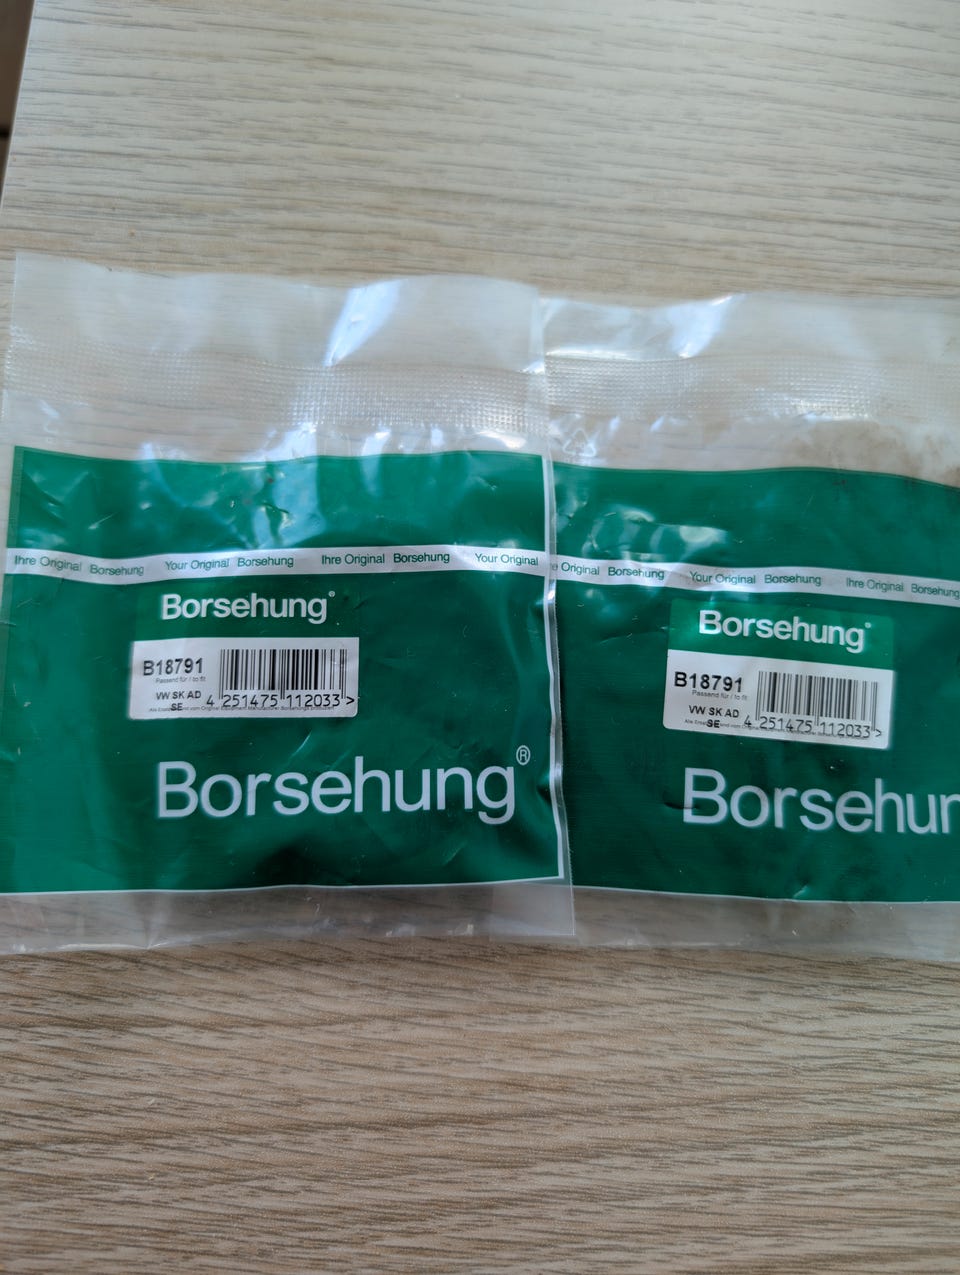 Ihre Original Borsehung Your Original Borsehung Ihre Original Borsehung Your Original
Borsehung®
B18791
Passend für / to fit
VW SK AD
SE
4 251475 112033 >
Borsehung®
Original Borsehung Your Original Borsehung Ihre Original Borsehung
Borsehung®
B18791
Passend für / to fit
VW SK AD
SE
4 251475 112033 >
Borsehun